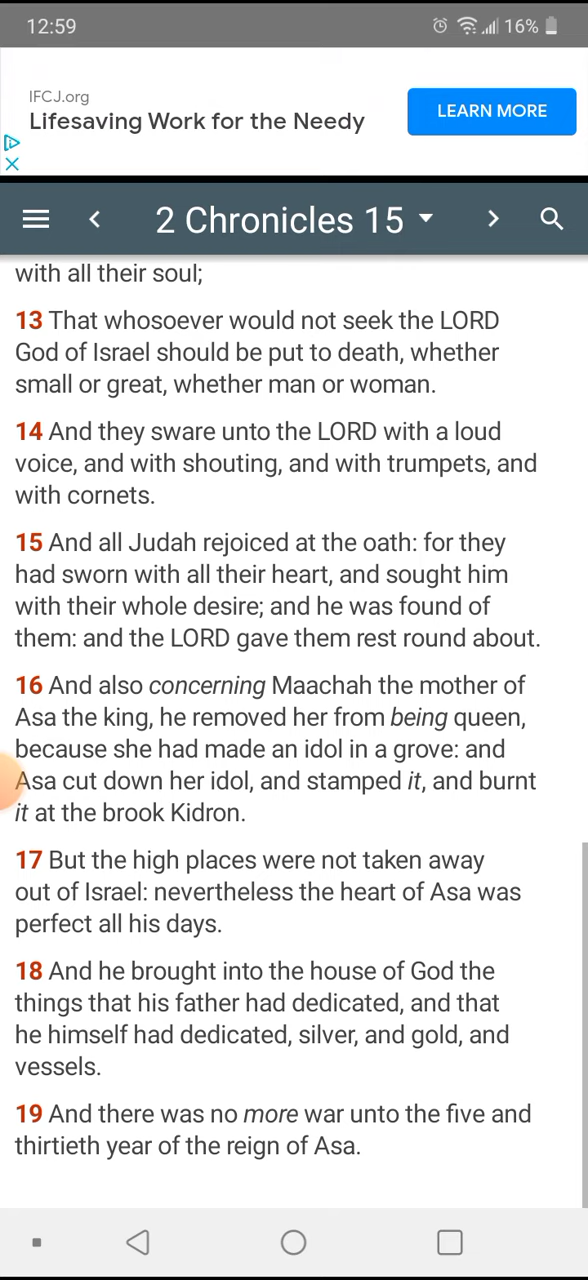 12:59
16%
IFCJ.org
Lifesaving Work for the Needy
LEARN MORE
2 Chronicles 15
with all their soul;
13 That whosoever would not seek the LORD
God of Israel should be put to death, whether
small or great, whether man or woman.
14 And they sware unto the LORD with a loud
voice, and with shouting, and with trumpets, and
with cornets.
15 And all Judah rejoiced at the oath: for they
had sworn with all their heart, and sought him
with their whole desire; and he was found of
them: and the LORD gave them rest round about.
16 And also concerning Maachah the mother of
Asa the king, he removed her from being queen,
because she had made an idol in a grove: and
Asa cut down her idol, and stamped it, and burnt
it at the brook Kidron.
17 But the high places were not taken away
out of Israel: nevertheless the heart of Asa was
perfect all his days.
18 And he brought into the house of God the
things that his father had dedicated, and that
he himself had dedicated, silver, and gold, and
vessels.
19 And there was no more war unto the five and
thirtieth year of the reign of Asa.